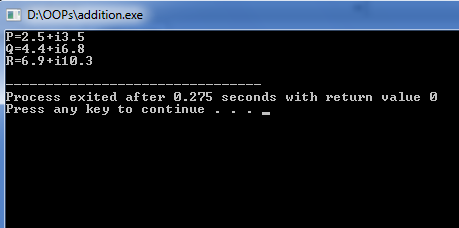 D:\OOPs\addition.exe
P=2.5+i3.5
Q=4.4+i6.8
R=6.9+i10.3
--------------------------------
Process exited after 0.275 seconds with return value 0
Press any key to continue . . .